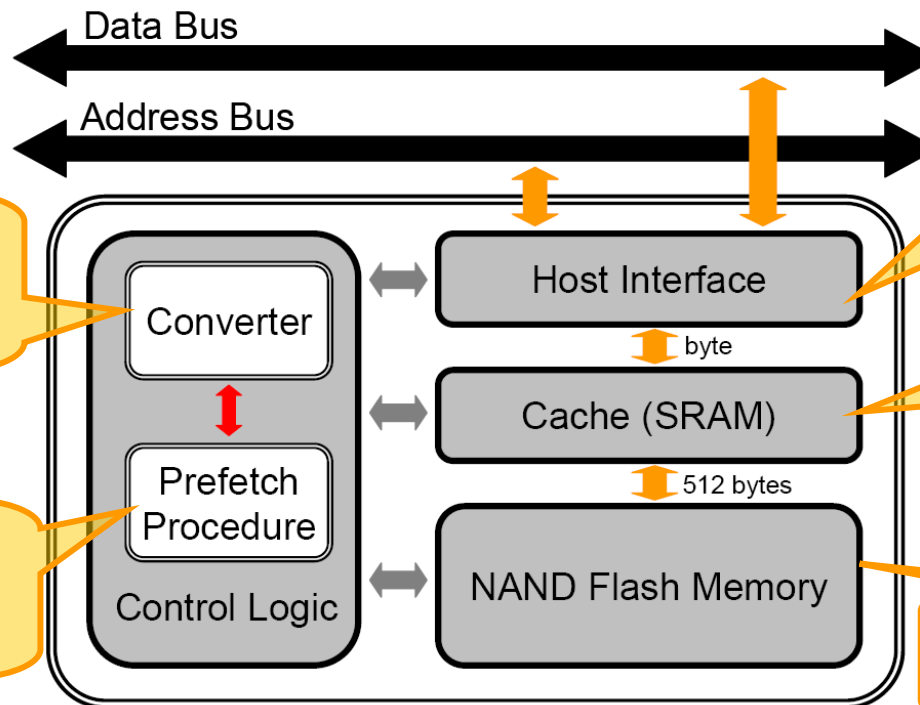 Data Bus
Address Bus
Converter
Prefetch
Procedure
Control Logic
Host Interface
byte
Cache (SRAM)
512 bytes
NAND Flash Memory